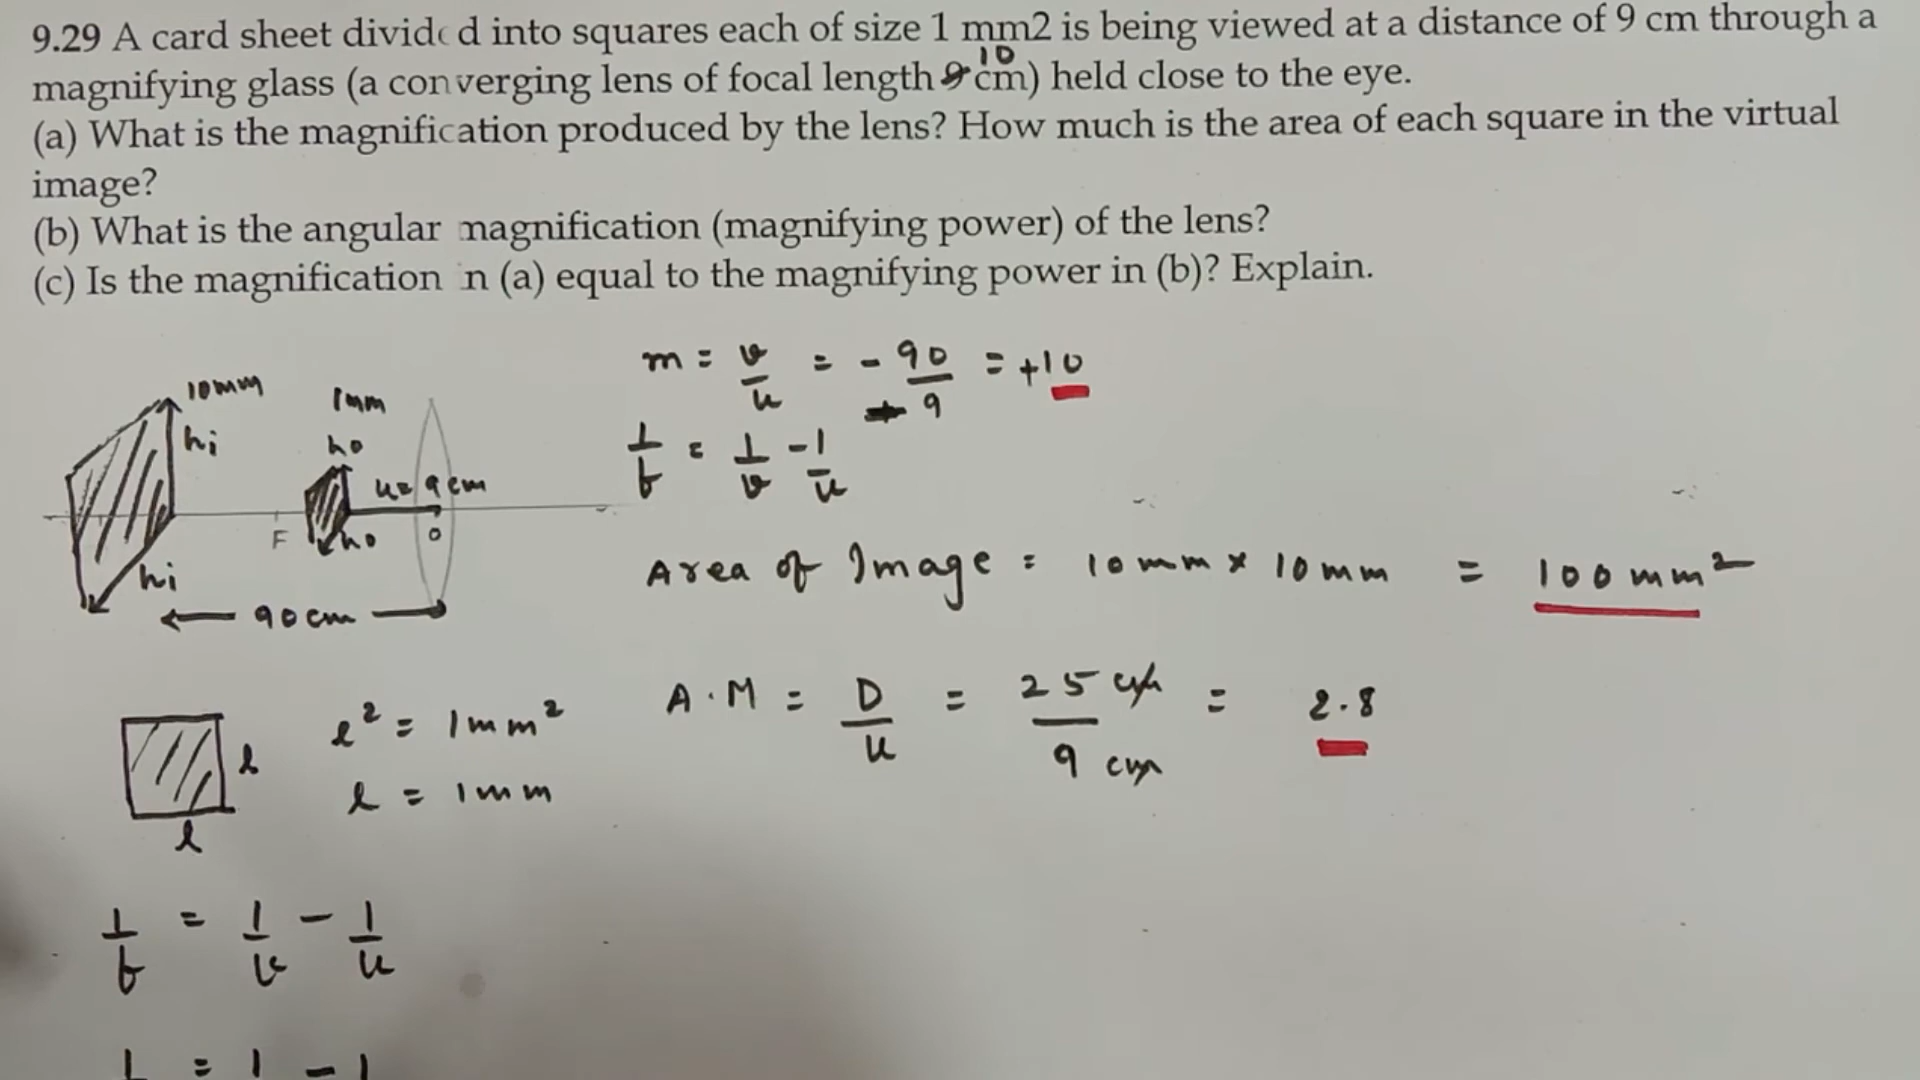 9.29 A card sheet divided into squares each of size 1 mm2 is being viewed at a distance of 9 cm through a
10
magnifying glass (a converging lens of focal length 9 cm) held close to the eye.
(a) What is the magnification produced by the lens? How much is the area of each square in the virtual
image?
(b) What is the angular magnification (magnifying power) of the lens?
(c) Is the magnification in (a) equal to the magnifying power in (b)? Explain.
m = v/u = - 90/- 9 = +10
10mm
hi
1mm
ho
u = 9cm
F
ho
o
hi
90cm
1/f = 1/v - 1/u
Area of Image = 10mm x 10mm = 100mm²
A.M = D/u = 25 cm/9 cm = 2.8
l
l
l² = 1mm²
l = 1mm
1/f = 1/v - 1/u
1 = 1 - 1